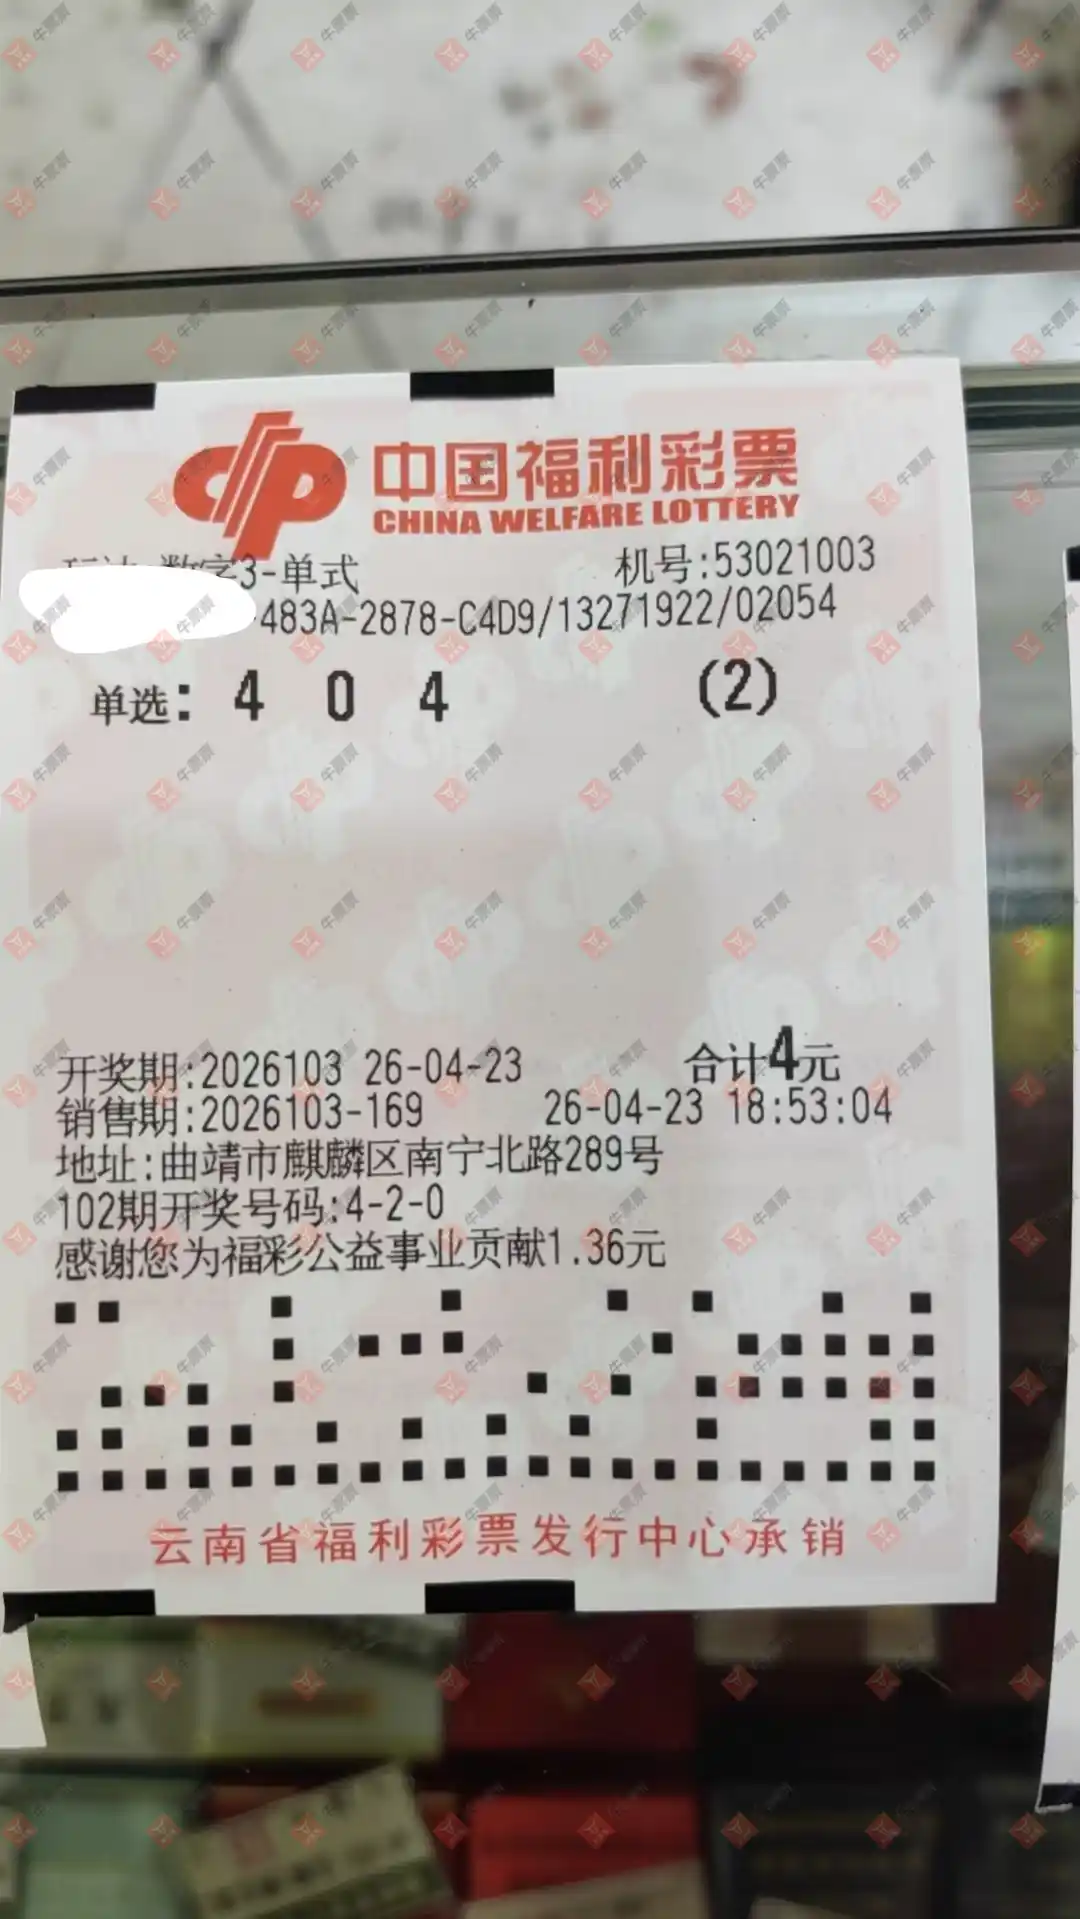 中国福利彩票
CHINA WELFARE LOTTERY
数字3-单式 机号:53021003
-483A-2878-C4D9/13271922/02054
单选: 4 0 4 (2)
开奖期:2026103 26-04-23 合计4元
销售期:2026103-169 26-04-23 18:53:04
地址:曲靖市麒麟区南宁北路289号
102期开奖号码:4-2-0
感谢您为福彩公益事业贡献1.36元
云南省福利彩票发行中心承销
牛票票